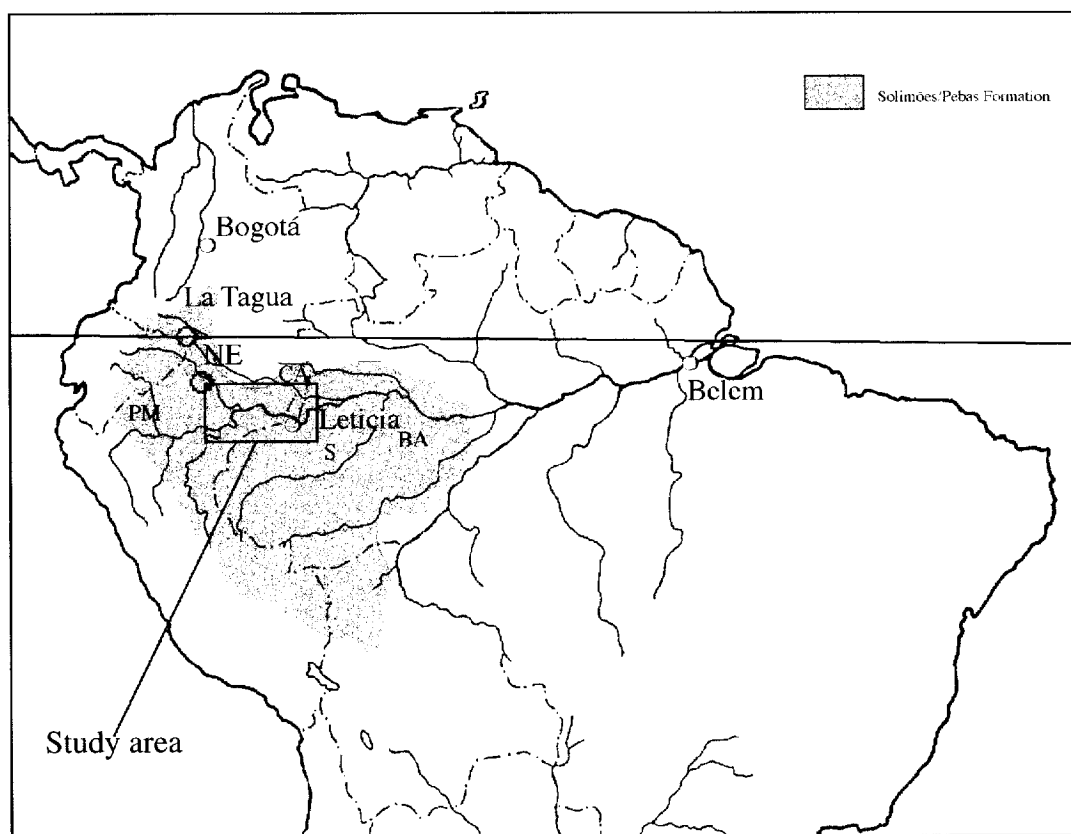 Solimões/Pebas Formation
Bogotá
La Tagua
NE
CA
Belem
PM
Leticia
BA
S
Study area